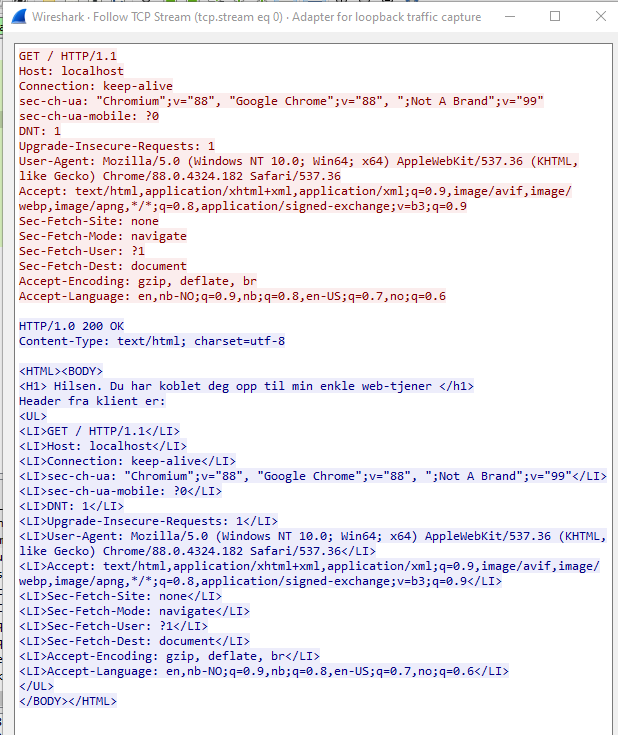 Wireshark · Follow TCP Stream (tcp.stream eq 0) · Adapter for loopback traffic capture
GET / HTTP/1.1
Host: localhost
Connection: keep-alive
sec-ch-ua: "Chromium";v="88", "Google Chrome";v="88", ";Not A Brand";v="99"
sec-ch-ua-mobile: ?0
DNT: 1
Upgrade-Insecure-Requests: 1
User-Agent: Mozilla/5.0 (Windows NT 10.0; Win64; x64) AppleWebKit/537.36 (KHTML,
like Gecko) Chrome/88.0.4324.182 Safari/537.36
Accept: text/html,application/xhtml+xml,application/xml;q=0.9,image/avif,image/
webp,image/apng,*/*;q=0.8,application/signed-exchange;v=b3;q=0.9
Sec-Fetch-Site: none
Sec-Fetch-Mode: navigate
Sec-Fetch-User: ?1
Sec-Fetch-Dest: document
Accept-Encoding: gzip, deflate, br
Accept-Language: en,nb-NO;q=0.9,nb;q=0.8,en-US;q=0.7,no;q=0.6
HTTP/1.0 200 OK
Content-Type: text/html; charset=utf-8
<HTML><BODY>
<H1> Hilsen. Du har koblet deg opp til min enkle web-tjener </h1>
Header fra klient er:
<UL>
<LI>GET / HTTP/1.1</LI>
<LI>Host: localhost</LI>
<LI>Connection: keep-alive</LI>
<LI>sec-ch-ua: "Chromium";v="88", "Google Chrome";v="88", ";Not A Brand";v="99"</LI>
<LI>sec-ch-ua-mobile: ?0</LI>
<LI>DNT: 1</LI>
<LI>Upgrade-Insecure-Requests: 1</LI>
<LI>User-Agent: Mozilla/5.0 (Windows NT 10.0; Win64; x64) AppleWebKit/537.36 (KHTML,
like Gecko) Chrome/88.0.4324.182 Safari/537.36</LI>
<LI>Accept: text/html,application/xhtml+xml,application/xml;q=0.9,image/avif,image/
webp,image/apng,*/*;q=0.8,application/signed-exchange;v=b3;q=0.9</LI>
<LI>Sec-Fetch-Site: none</LI>
<LI>Sec-Fetch-Mode: navigate</LI>
<LI>Sec-Fetch-User: ?1</LI>
<LI>Sec-Fetch-Dest: document</LI>
<LI>Accept-Encoding: gzip, deflate, br</LI>
<LI>Accept-Language: en,nb-NO;q=0.9,nb;q=0.8,en-US;q=0.7,no;q=0.6</LI>
</UL>
</BODY></HTML>